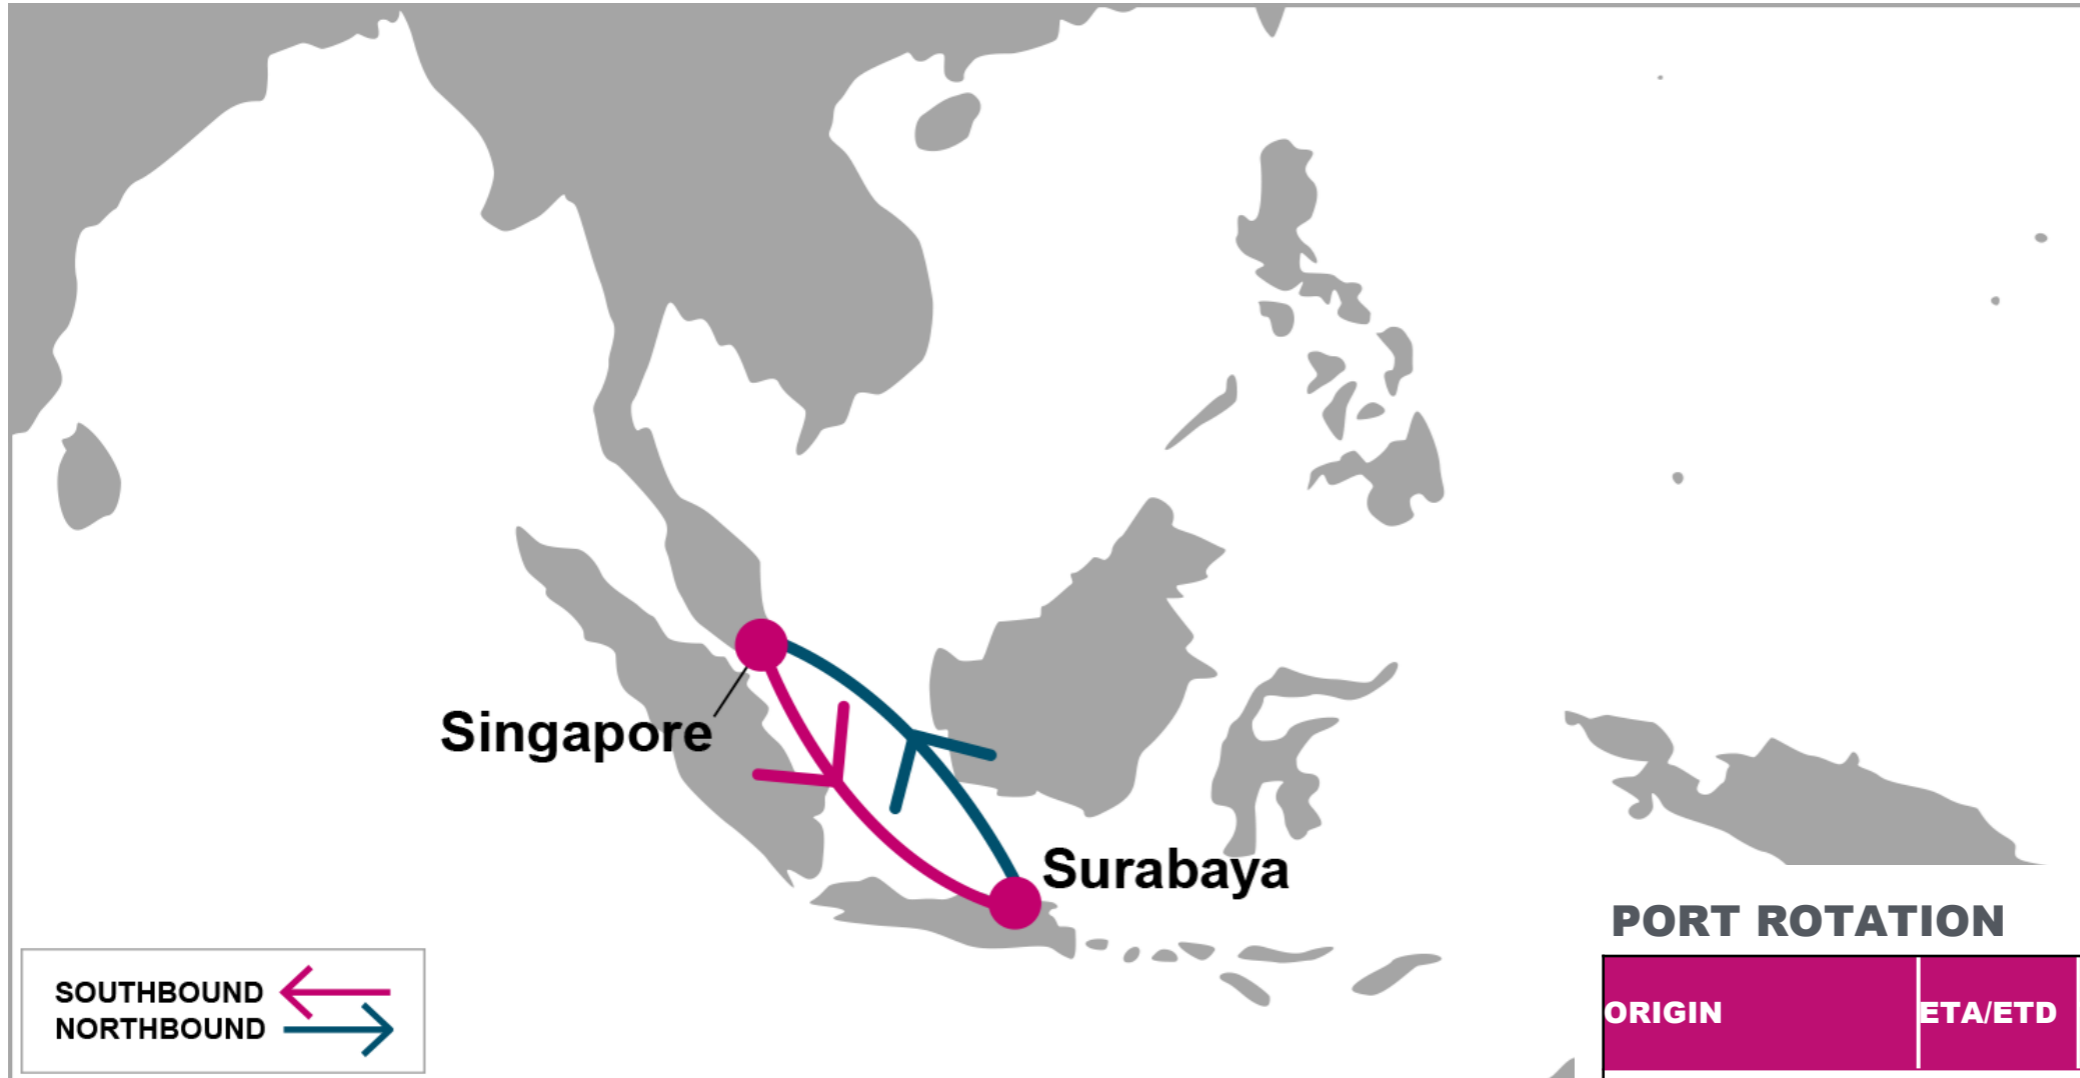 Singapore
Surabaya
PORT ROTATION
ORIGIN ETA/ETD
SOUTHBOUND
NORTHBOUND